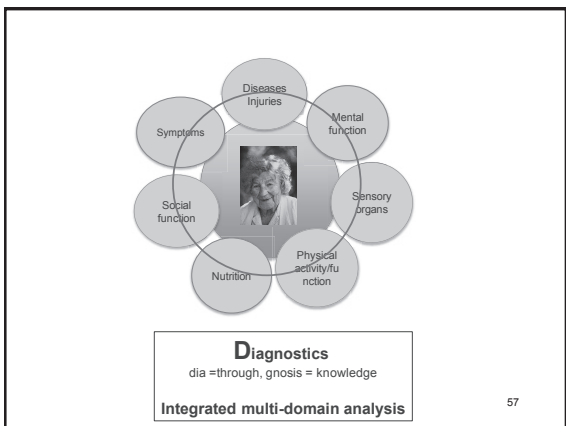 Diseases
Injuries
Mental
function
Sensory
organs
Physical
activity/fu
nction
Nutrition
Social
function
Symptoms
Diagnostics
dia =through, gnosis = knowledge
Integrated multi-domain analysis
57